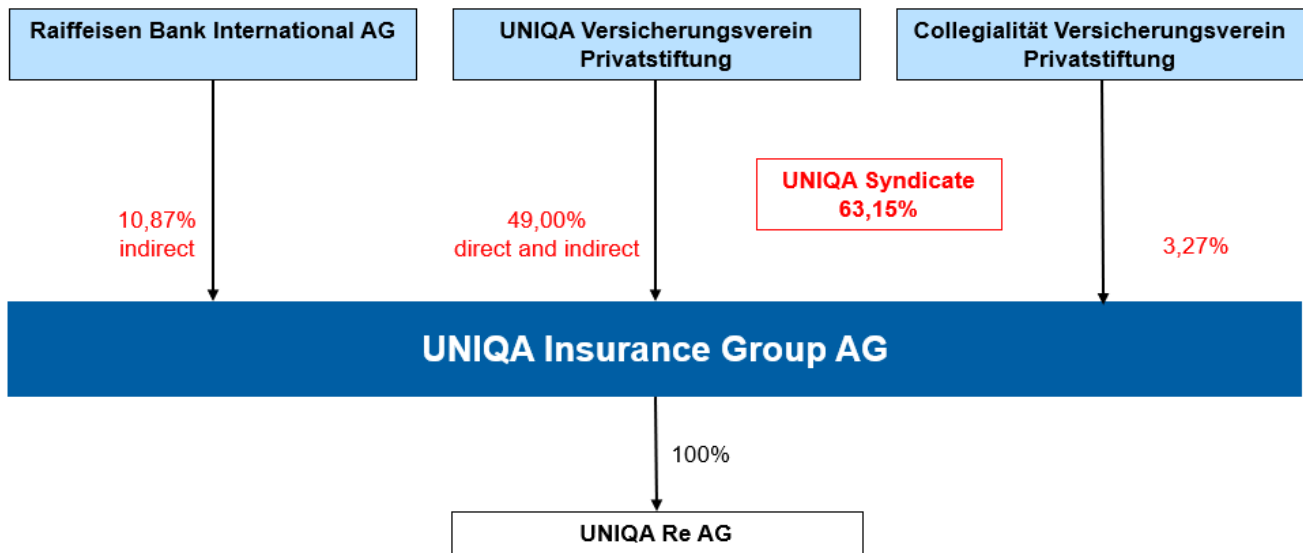 Raiffeisen Bank International AG
UNIQA Versicherungsverein
Privatstiftung
Collegialität Versicherungsverein
Privatstiftung
UNIQA Syndicate
63,15%
10,87%
indirect
49,00%
direct and indirect
3,27%
UNIQA Insurance Group AG
100%
UNIQA Re AG